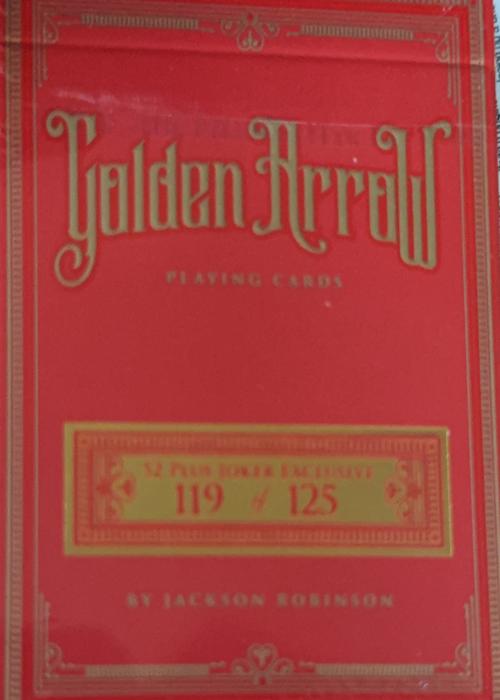 Golden Arrow
PLAYING CARDS
52 PLUS JOKER EXCLUSIVE
119 of 125
BY JACKSON ROBINSON